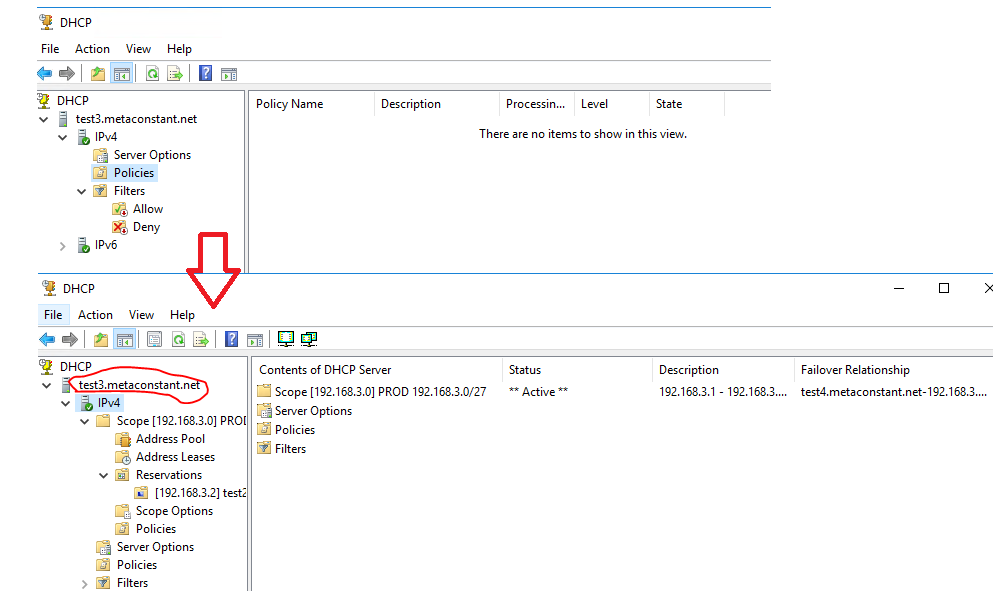 DHCP
File Action View Help
DHCP
test3.metaconstant.net
IPv4
Server Options
Policies
Filters
Allow
Deny
IPv6
Policy Name Description Processin... Level State
There are no items to show in this view.
DHCP
File Action View Help
DHCP
test3.metaconstant.net
IPv4
Scope [192.168.3.0] PROD
Address Pool
Address Leases
Reservations
[192.168.3.2] test2
Scope Options
Policies
Server Options
Policies
Filters
Contents of DHCP Server Status Description Failover Relationship
Scope [192.168.3.0] PROD 192.168.3.0/27 ** Active ** 192.168.3.1 - 192.168.3.... test4.metaconstant.net-192.168.3....
Server Options
Policies
Filters